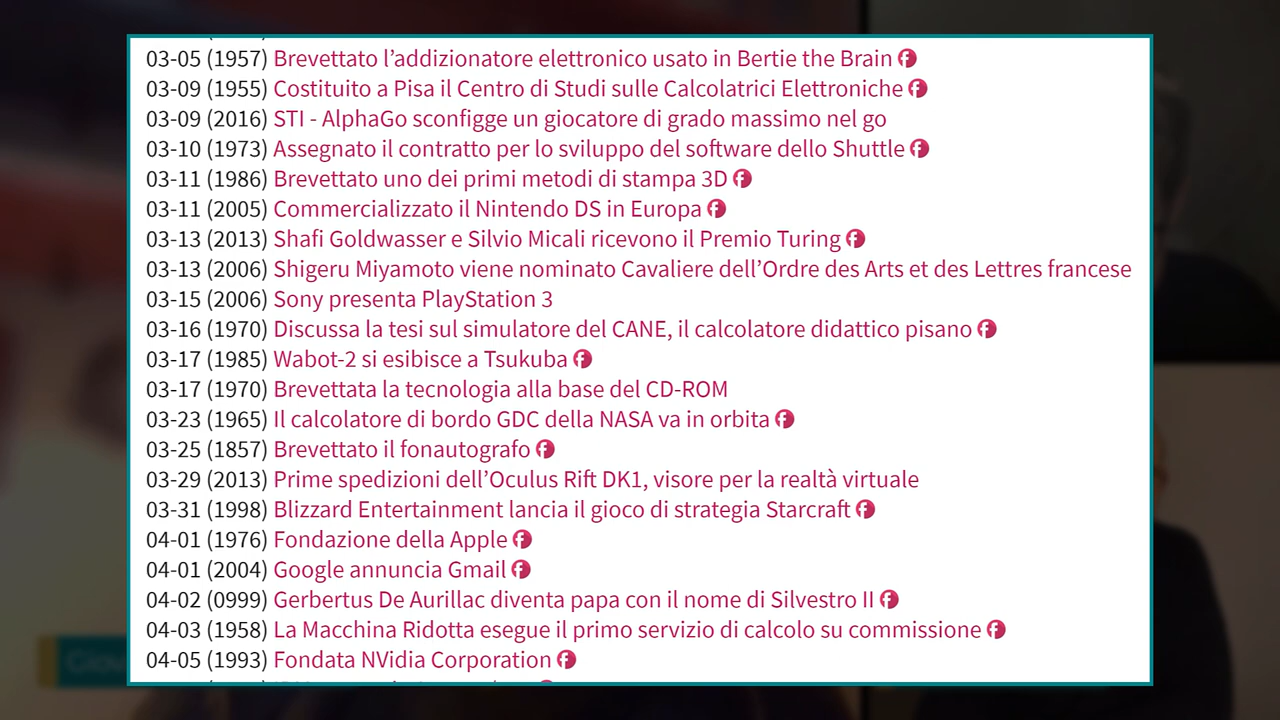 03-05 (1957) Brevettato l’addizionatore elettronico usato in Bertie the Brain
03-09 (1955) Costituito a Pisa il Centro di Studi sulle Calcolatrici Elettroniche
03-09 (2016) STI - AlphaGo sconfigge un giocatore di grado massimo nel go
03-10 (1973) Assegnato il contratto per lo sviluppo del software dello Shuttle
03-11 (1986) Brevettato uno dei primi metodi di stampa 3D
03-11 (2005) Commercializzato il Nintendo DS in Europa
03-13 (2013) Shafi Goldwasser e Silvio Micali ricevono il Premio Turing
03-13 (2006) Shigeru Miyamoto viene nominato Cavaliere dell’Ordre des Arts et des Lettres francese
03-15 (2006) Sony presenta PlayStation 3
03-16 (1970) Discussa la tesi sul simulatore del CANE, il calcolatore didattico pisano
03-17 (1985) Wabot-2 si esibisce a Tsukuba
03-17 (1970) Brevettata la tecnologia alla base del CD-ROM
03-23 (1965) Il calcolatore di bordo GDC della NASA va in orbita
03-25 (1857) Brevettato il fonautografo
03-29 (2013) Prime spedizioni dell’Oculus Rift DK1, visore per la realtà virtuale
03-31 (1998) Blizzard Entertainment lancia il gioco di strategia Starcraft
04-01 (1976) Fondazione della Apple
04-01 (2004) Google annuncia Gmail
04-02 (0999) Gerbertus De Aurillac diventa papa con il nome di Silvestro II
04-03 (1958) La Macchina Ridotta esegue il primo servizio di calcolo su commissione
04-05 (1993) Fondata NVidia Corporation